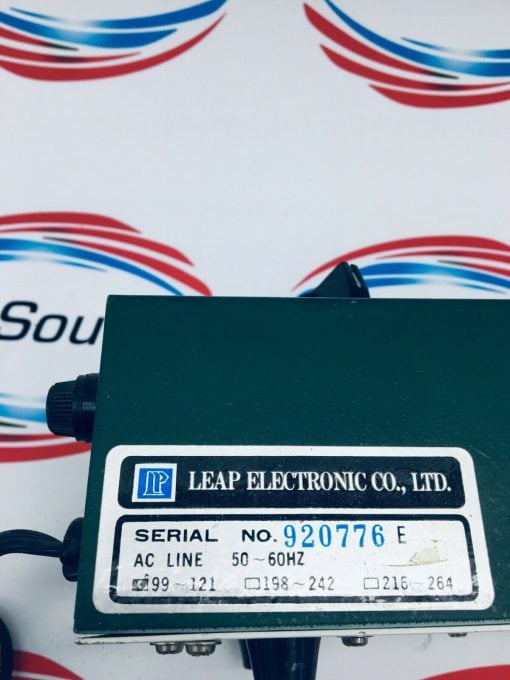 Sou
LEAP ELECTRONIC CO., LTD.
SERIAL NO. 920776 E
AC LINE 50~60HZ
99~121 198~242 216~264